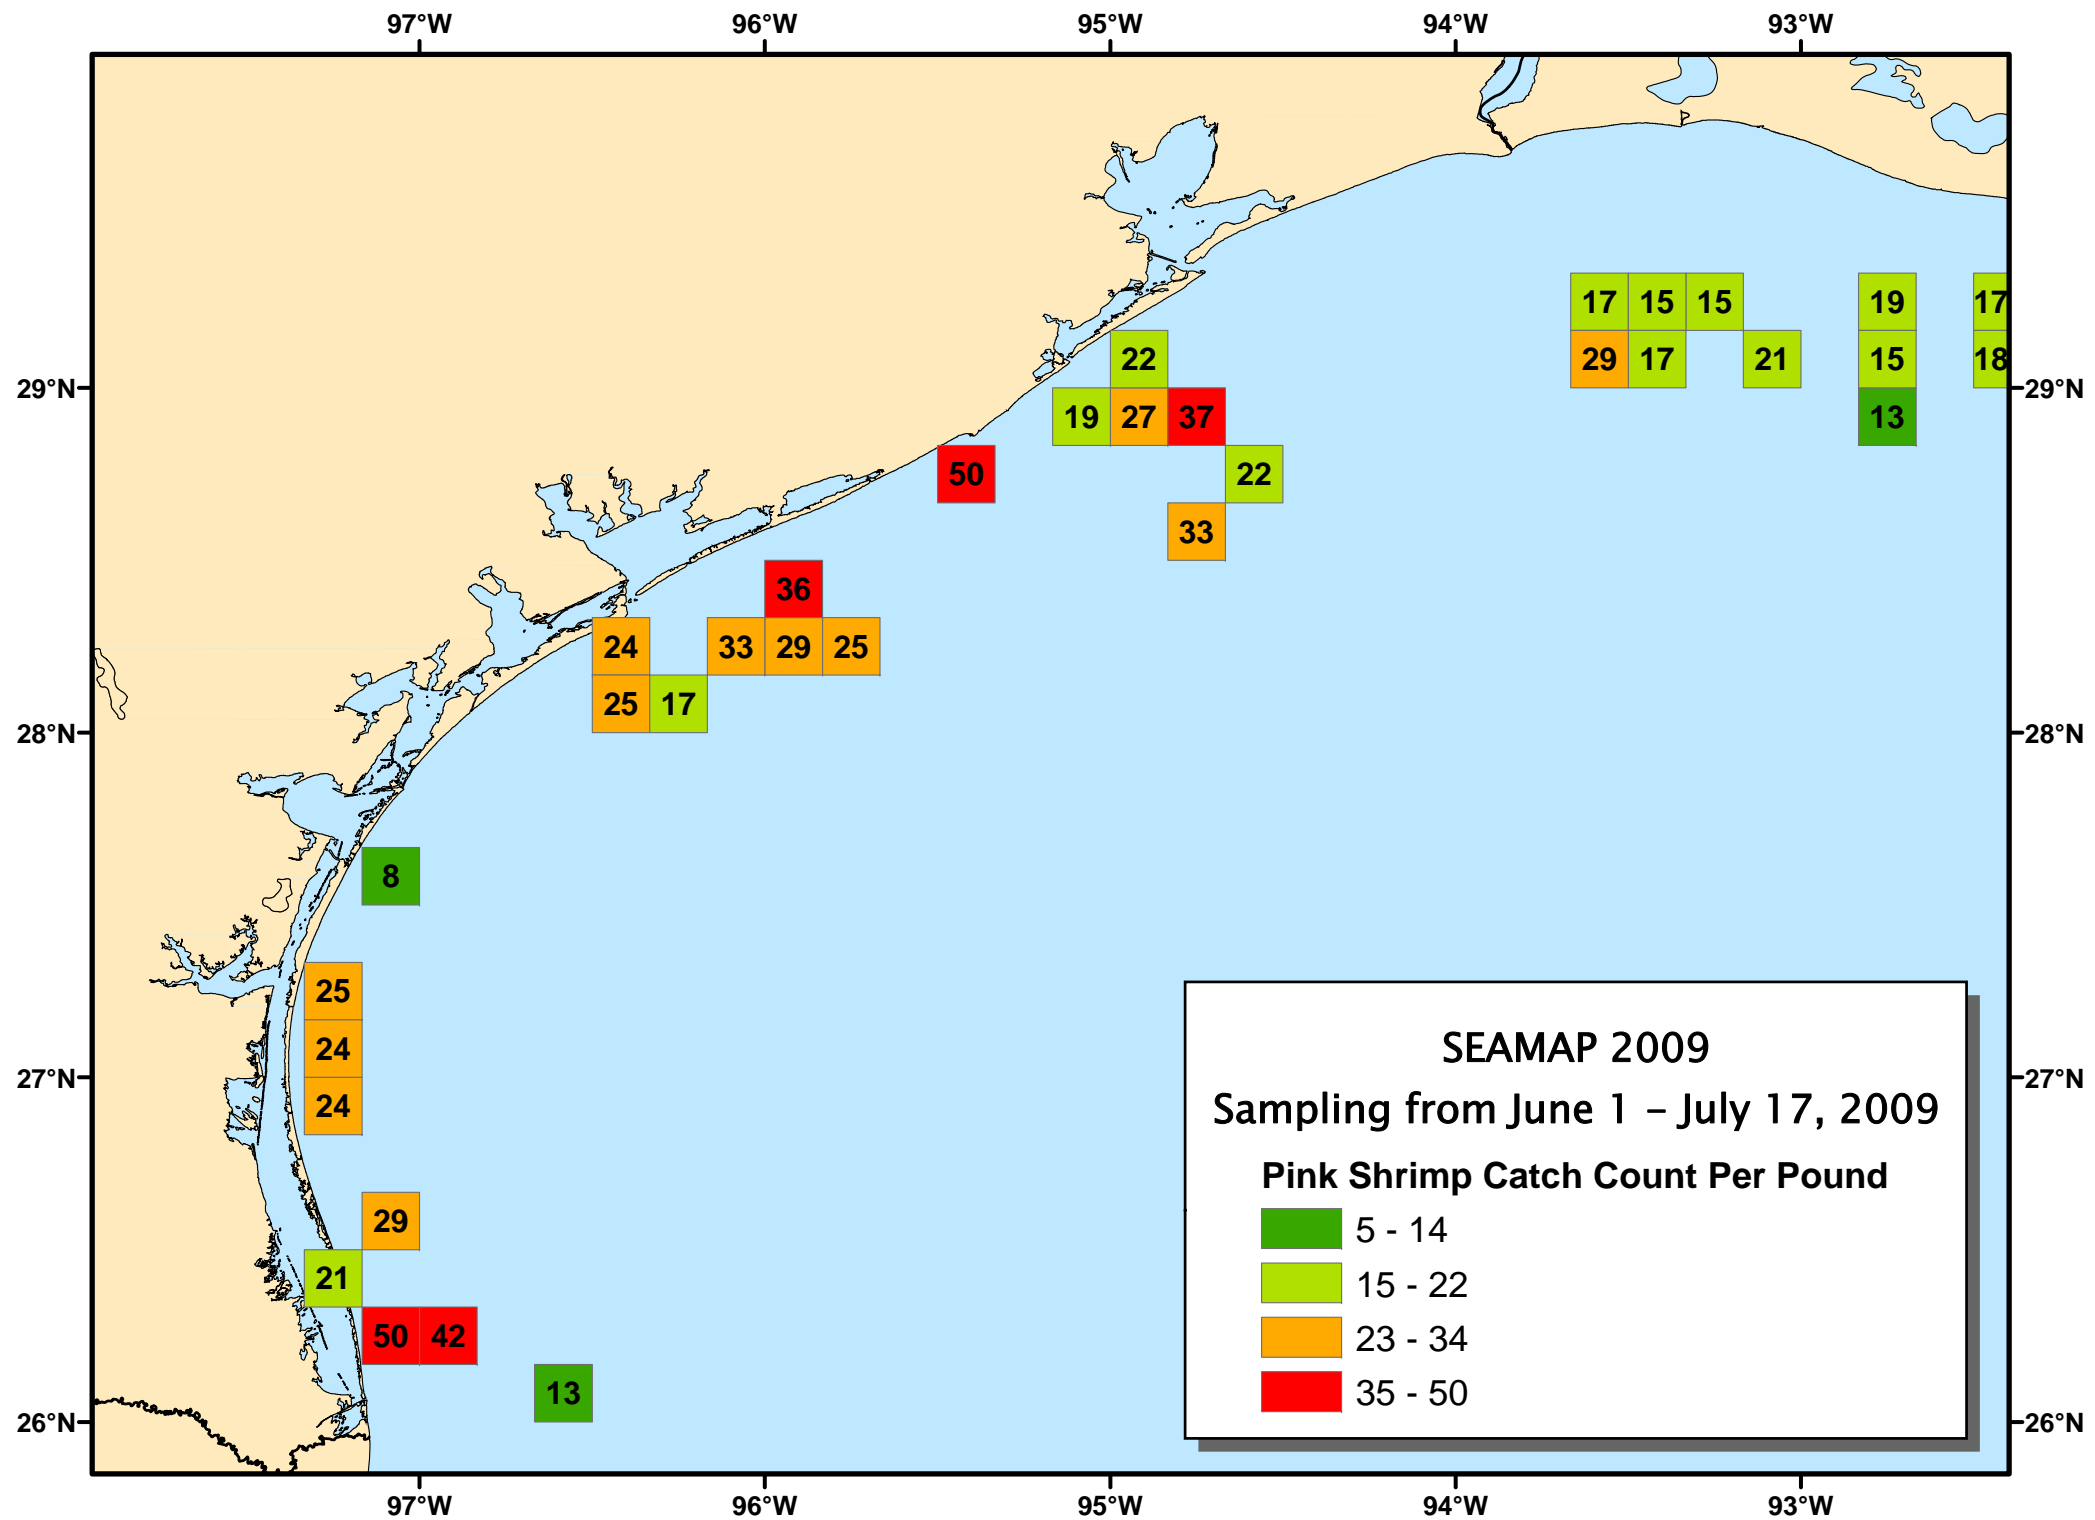 97°W 96°W 95°W 94°W 93°W
17 15 15 19 17
22 29 17 21 15 18
29°N 29°N
19 27 37 13
50 22
33
36
24 33 29 25
25 17
28°N 28°N
8
25
24
27°N 27°N
24
29
21
50 42
13
26°N 26°N
SEAMAP 2009
Sampling from June 1 – July 17, 2009
Pink Shrimp Catch Count Per Pound
5 - 14
15 - 22
23 - 34
35 - 50
97°W 96°W 95°W 94°W 93°W